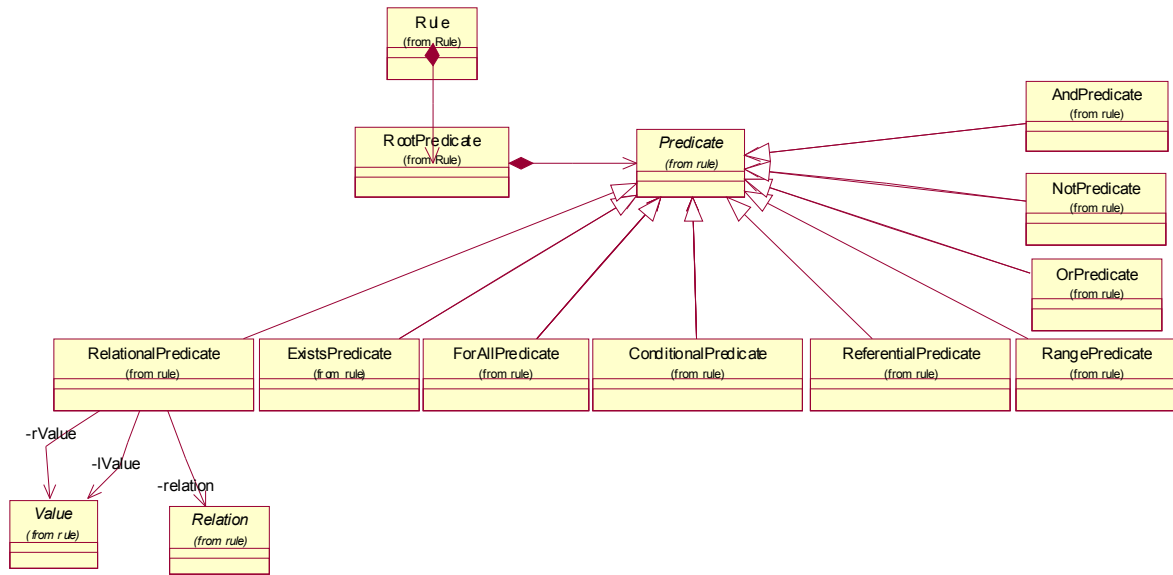 Rule
(from Rule)
AndPredicate
(from rule)
RootPredicate
(from Rule)
Predicate
(from rule)
NotPredicate
(from rule)
OrPredicate
(from rule)
RelationalPredicate
(from rule)
ExistsPredicate
(from rule)
ForAllPredicate
(from rule)
ConditionalPredicate
(from rule)
ReferentialPredicate
(from rule)
RangePredicate
(from rule)
-rValue
-lValue
-relation
Value
(from rule)
Relation
(from rule)